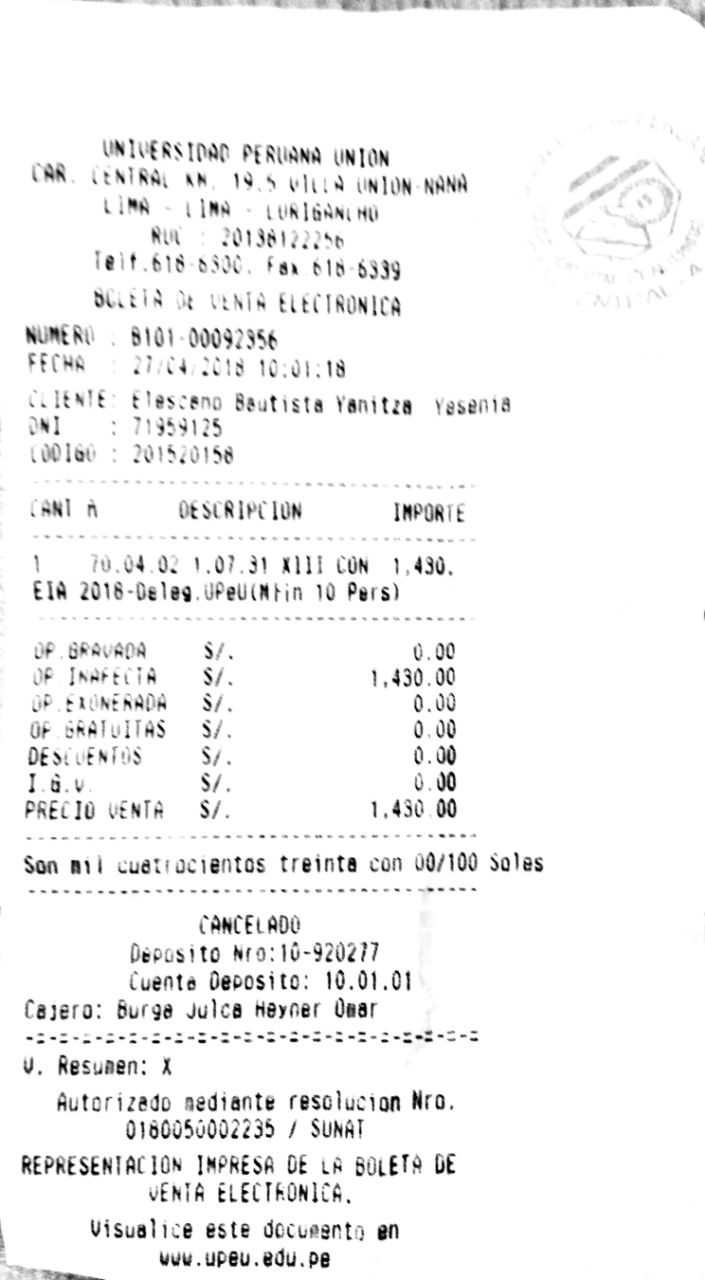 UNIVERSIDAD PERUANA UNION
CAR. CENTRAL KM. 19.5 VILLA UNION-NANA
LIMA - LIMA - LURIGANCHO
RUC : 20138122256
Telf.618-6300. Fax 618-6339
BOLETA DE VENTA ELECTRONICA
NUMERO : B101-00092356
FECHA : 27/04/2018 10:01:18
CLIENTE: Elescano Bautista Yanitza Yesenia
DNI : 71959125
CODIGO : 201520158
CANT A DESCRIPCION IMPORTE
1 70.04.02 1.07.31 XIII CON 1,430.
EIA 2018-Deleg.UPeU(Min 10 Pers)
OP.GRAVADA S/. 0.00
OP INAFECTA S/. 1,430.00
OP.EXONERADA S/. 0.00
OP.GRATUITAS S/. 0.00
DESCUENTOS S/. 0.00
I.G.V. S/. 0.00
PRECIO VENTA S/. 1,430.00
Son mil cuatrocientos treinta con 00/100 Soles
CANCELADO
Deposito Nro:10-920277
Cuenta Deposito: 10.01.01
Cajero: Burga Julca Heyner Omar
V. Resumen: X
Autorizado mediante resolucion Nro.
0180050002235 / SUNAT
REPRESENTACION IMPRESA DE LA BOLETA DE
VENTA ELECTRONICA.
Visualice este documento en
www.upeu.edu.pe